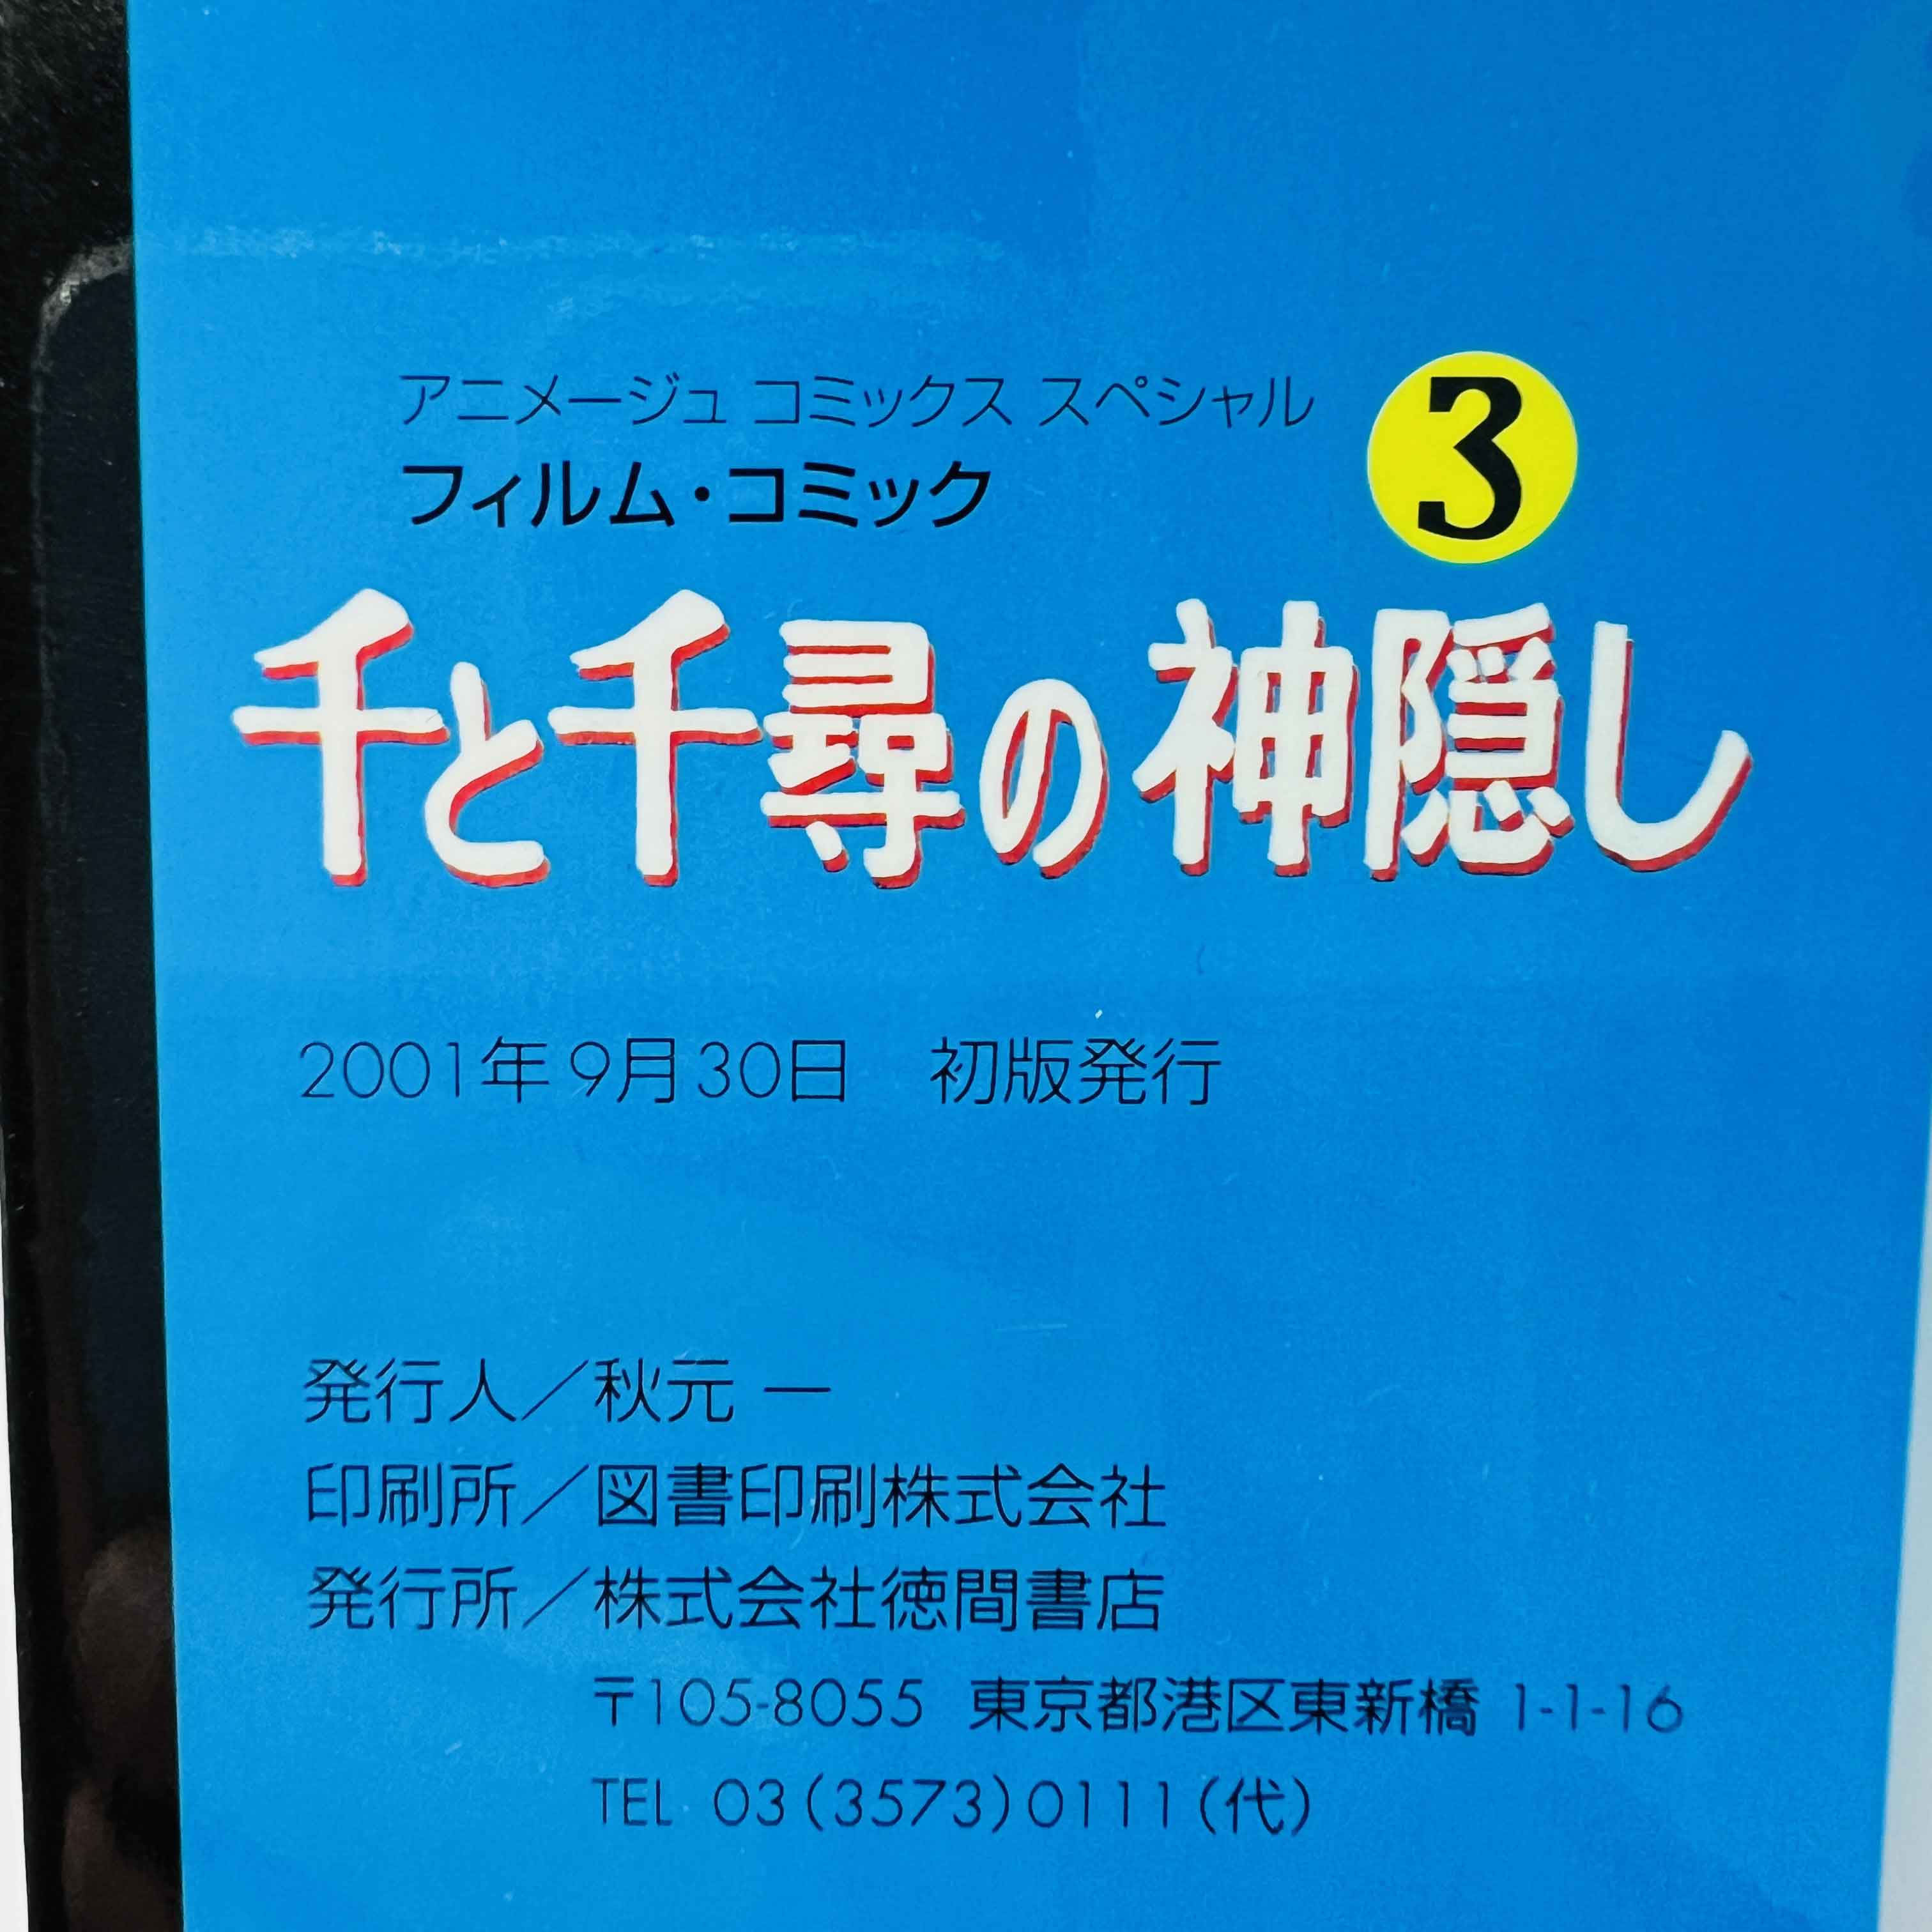 アニメージュ コミックス スペシャル
フィルム・コミック 3
千と千尋の神隠し
2001年9月30日 初版発行
発行人／秋元 一
印刷所／図書印刷株式会社
発行所／株式会社徳間書店
〒105-8055 東京都港区東新橋 1-1-16
TEL 03(3573)0111(代)